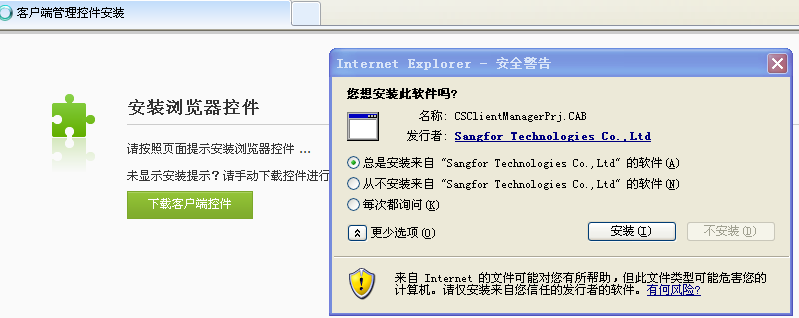 客户端管理控件安装
安装浏览器控件
请按照页面提示安装浏览器控件 ...
未显示安装提示？请手动下载控件进行
下载客户端控件
Internet Explorer - 安全警告
您想安装此软件吗?
名称: CSClientManagerPrj.CAB
发行者: Sangfor Technologies Co.,Ltd
总是安装来自 "Sangfor Technologies Co.,Ltd" 的软件(A)
从不安装来自 "Sangfor Technologies Co.,Ltd" 的软件(N)
每次都询问(K)
更少选项(O)
安装(I)
不安装(D)
来自 Internet 的文件可能对您有所帮助，但此文件类型可能危害您的
计算机。请仅安装来自您信任的发行者的软件。有何风险?